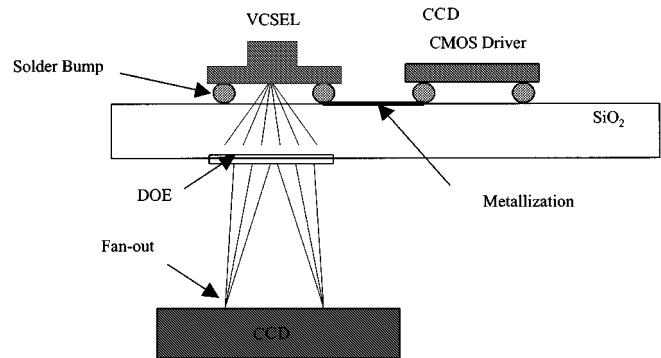 VCSEL
CCD
CMOS Driver
Solder Bump
SiO₂
DOE
Metallization
Fan-out
CCD